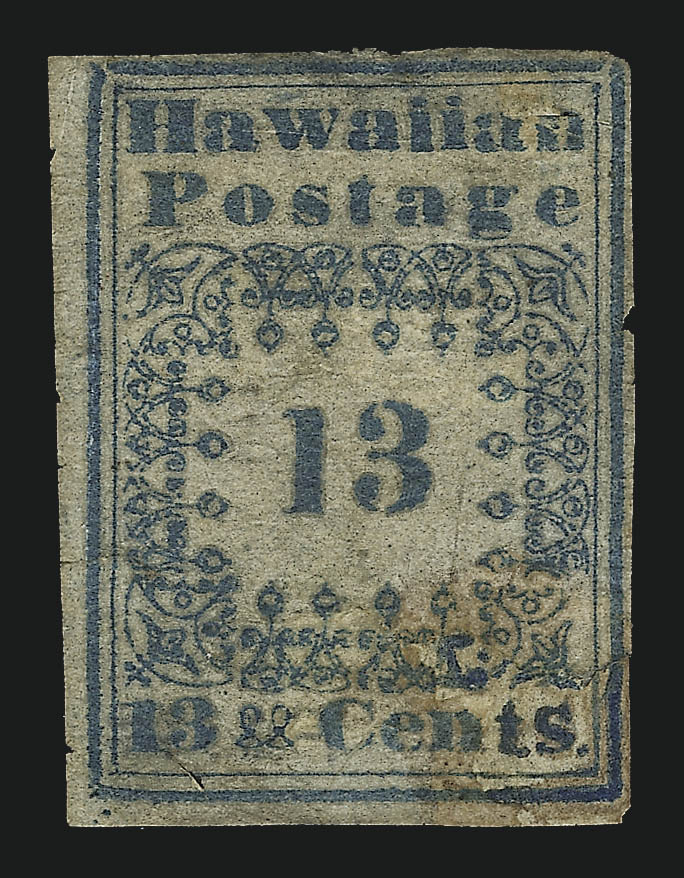 Hawaiian
Postage
13
13 Cents.